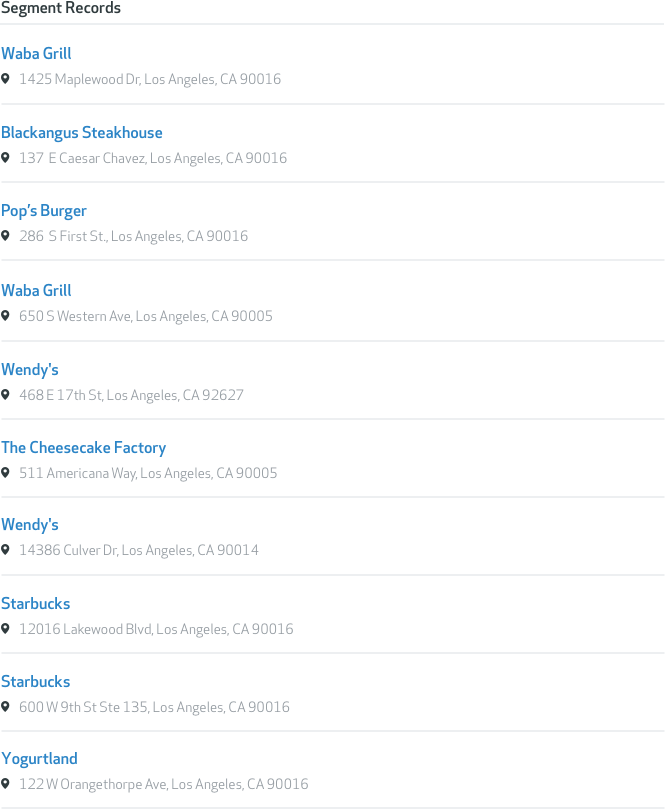 Segment Records
Waba Grill
1425 Maplewood Dr, Los Angeles, CA 90016
Blackangus Steakhouse
137 E Caesar Chavez, Los Angeles, CA 90016
Pop's Burger
286 S First St., Los Angeles, CA 90016
Waba Grill
650 S Western Ave, Los Angeles, CA 90005
Wendy's
468 E 17th St, Los Angeles, CA 92627
The Cheesecake Factory
511 Americana Way, Los Angeles, CA 90005
Wendy's
14386 Culver Dr, Los Angeles, CA 90014
Starbucks
12016 Lakewood Blvd, Los Angeles, CA 90016
Starbucks
600 W 9th St Ste 135, Los Angeles, CA 90016
Yogurtland
122 W Orangethorpe Ave, Los Angeles, CA 90016